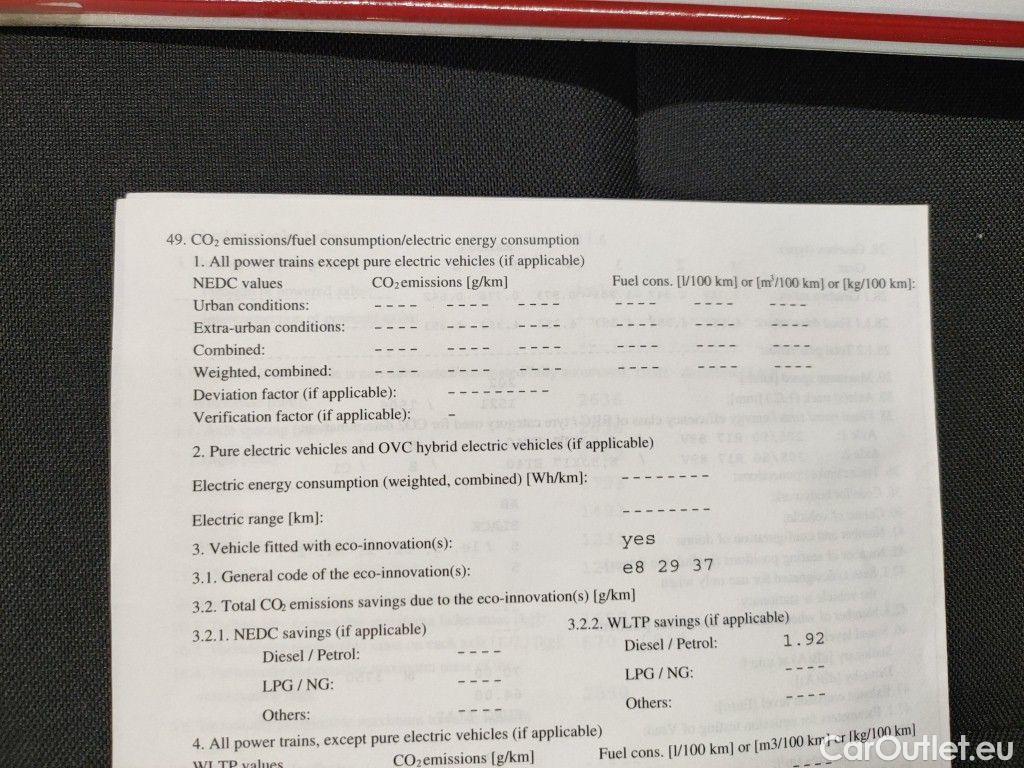 49. CO₂ emissions/fuel consumption/electric energy consumption
1. All power trains except pure electric vehicles (if applicable)
NEDC values CO₂emissions [g/km] Fuel cons. [l/100 km] or [m³/100 km] or [kg/100 km]:
Urban conditions: ---- ---- ---- ---- ---- ----
Extra-urban conditions: ---- ---- ---- ---- ---- ----
Combined: ---- ---- ---- ---- ---- ----
Weighted, combined: ---- ---- ---- ---- ---- ----
Deviation factor (if applicable): ---------
Verification factor (if applicable): -
2. Pure electric vehicles and OVC hybrid electric vehicles (if applicable)
Electric energy consumption (weighted, combined) [Wh/km]: --------
Electric range [km]: --------
3. Vehicle fitted with eco-innovation(s): yes
3.1. General code of the eco-innovation(s): e8 29 37
3.2. Total CO₂ emissions savings due to the eco-innovation(s) [g/km]
3.2.1. NEDC savings (if applicable) 3.2.2. WLTP savings (if applicable)
Diesel / Petrol: ---- Diesel / Petrol: 1.92
LPG / NG: ---- LPG / NG: ----
Others: ---- Others: ----
4. All power trains, except pure electric vehicles (if applicable)
WLTP values CO₂emissions [g/km] Fuel cons. [l/100 km] or [m3/100 km] or [kg/100 km]
CarOutlet.eu